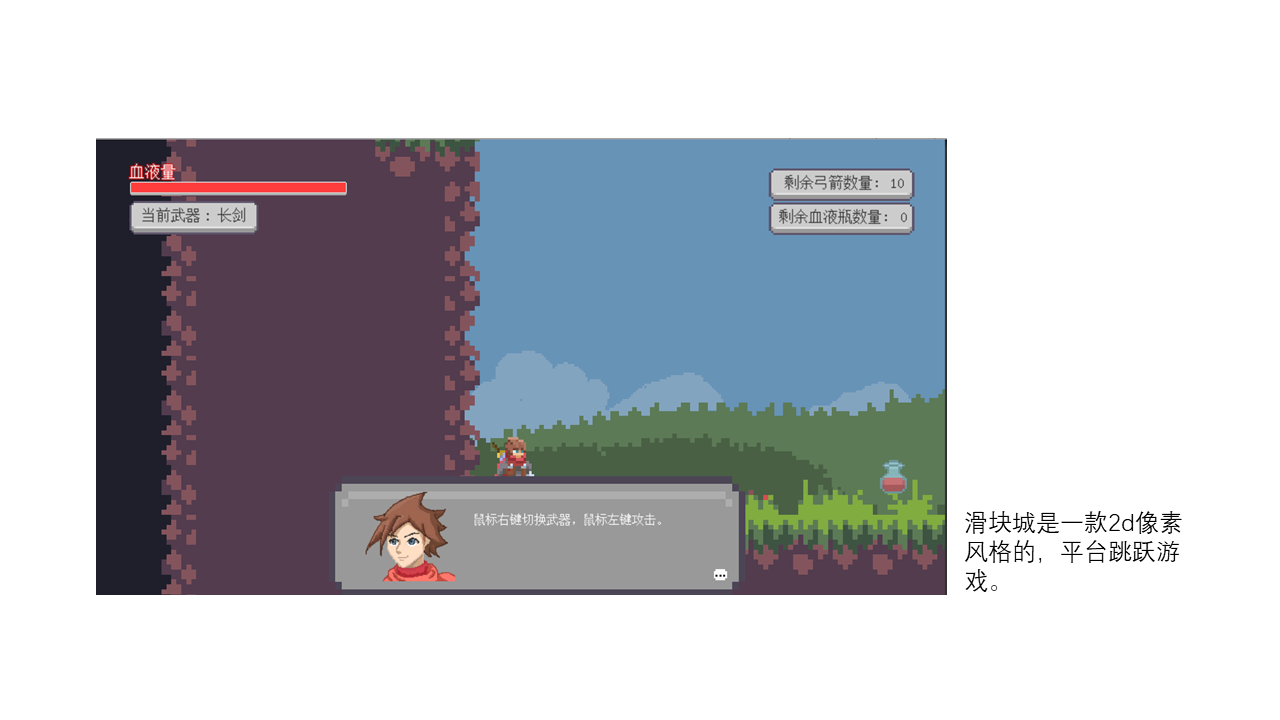 血液量
当前武器：长剑
剩余弓箭数量：10
剩余血液瓶数量：0
鼠标右键切换武器，鼠标左键攻击。
滑块城是一款2d像素
风格的，平台跳跃游
戏。